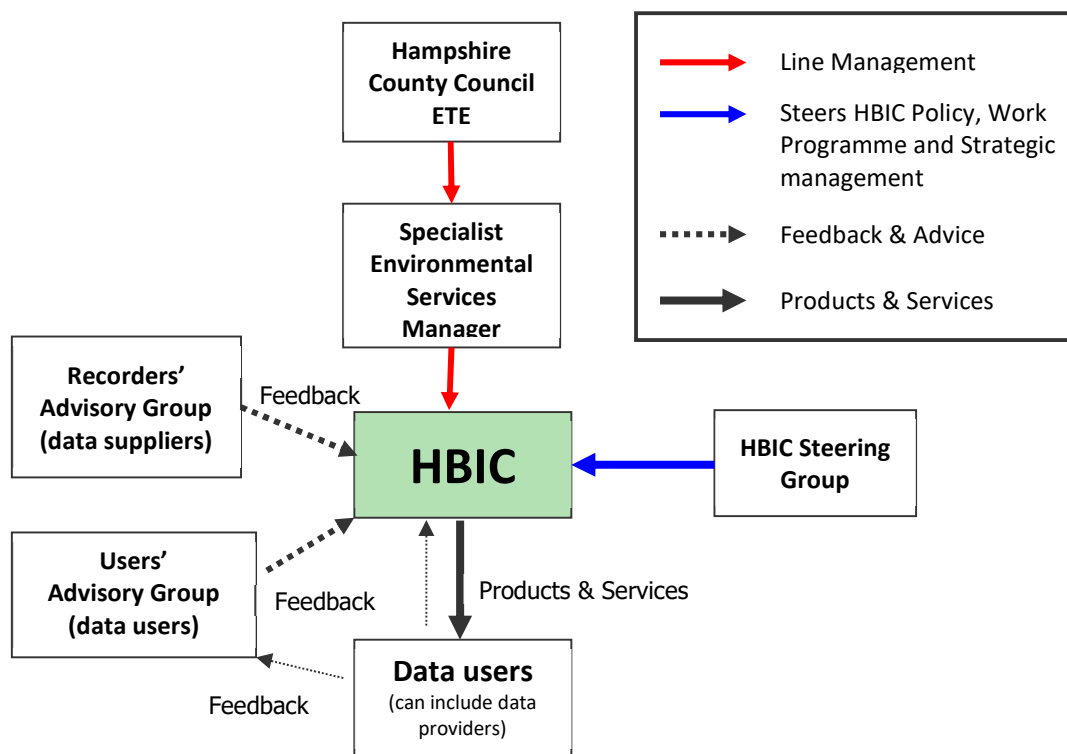 Hampshire
County Council
ETE
Line Management
Steers HBIC Policy, Work
Programme and Strategic
management
Feedback & Advice
Products & Services
Specialist
Environmental
Services
Manager
Recorders’
Advisory Group
(data suppliers)
Feedback
HBIC
HBIC Steering
Group
Users’
Advisory Group
(data users)
Feedback
Products & Services
Data users
(can include data
providers)
Feedback